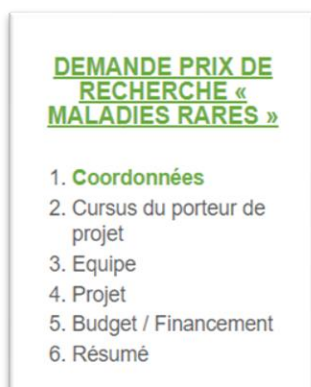 DEMANDE PRIX DE
RECHERCHE «
MALADIES RARES »
1. Coordonnées
2. Cursus du porteur de
projet
3. Equipe
4. Projet
5. Budget / Financement
6. Résumé